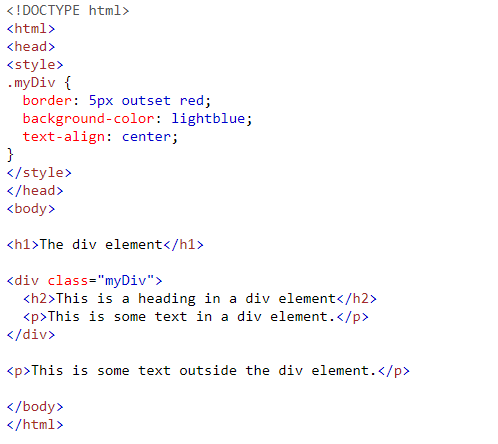 <!DOCTYPE html>
<html>
<head>
<style>
.myDiv {
  border: 5px outset red;
  background-color: lightblue;
  text-align: center;
}
</style>
</head>
<body>

<h1>The div element</h1>

<div class="myDiv">
  <h2>This is a heading in a div element</h2>
  <p>This is some text in a div element.</p>
</div>

<p>This is some text outside the div element.</p>

</body>
</html>